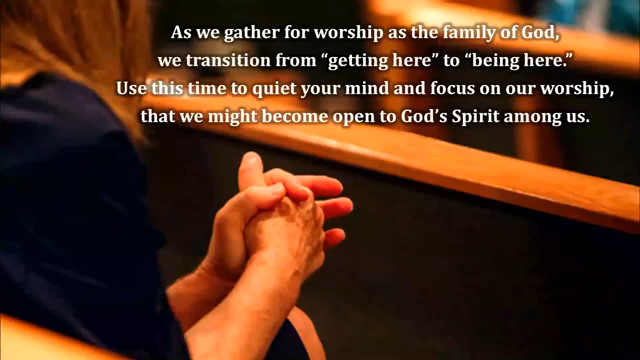 As we gather for worship as the family of God,
we transition from “getting here” to “being here.”
Use this time to quiet your mind and focus on our worship,
that we might become open to God’s Spirit among us.